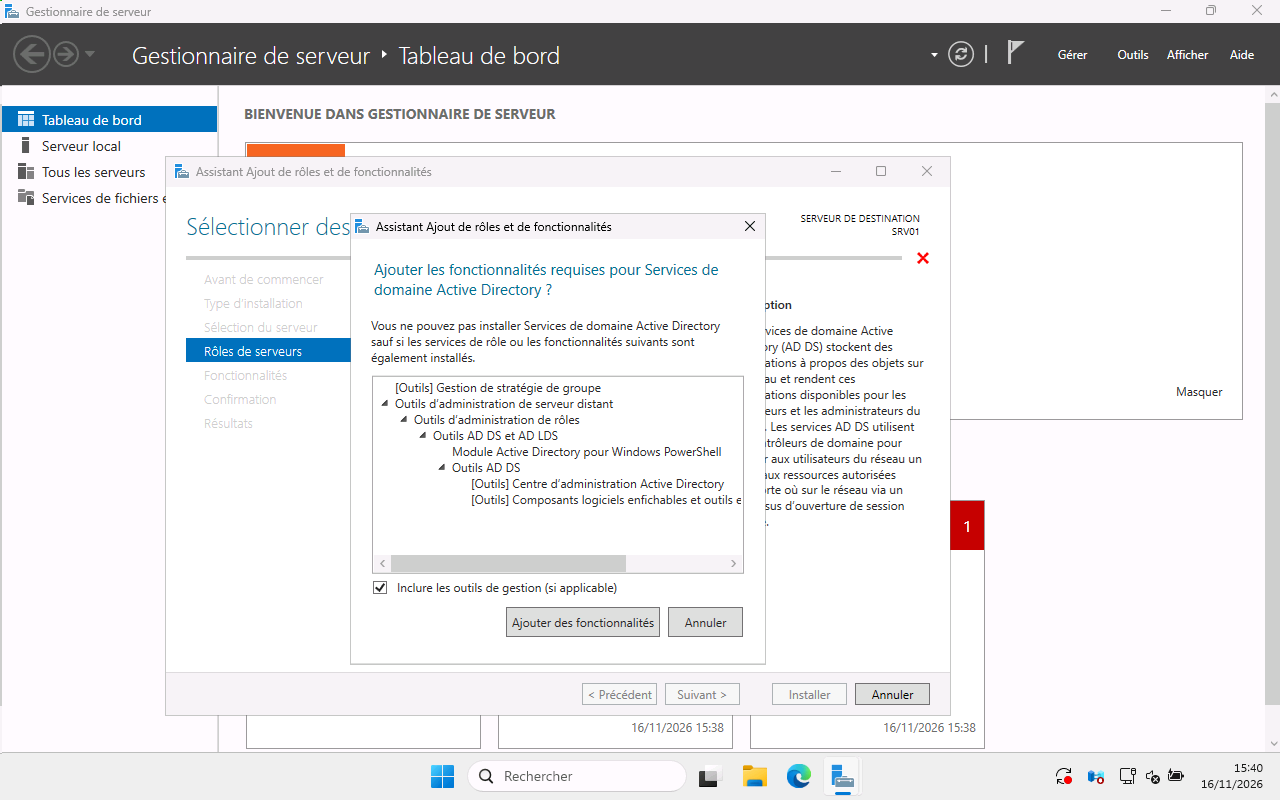 Gestionnaire de serveur
Gestionnaire de serveur ‣ Tableau de bord
Gérer
Outils
Afficher
Aide
Tableau de bord
Serveur local
Tous les serveurs
Services de fichiers e
BIENVENUE DANS GESTIONNAIRE DE SERVEUR
Masquer
1
16/11/2026 15:38
16/11/2026 15:38
Assistant Ajout de rôles et de fonctionnalités
Sélectionner des
SERVEUR DE DESTINATION
SRV01
Avant de commencer
Type d'installation
Sélection du serveur
Rôles de serveurs
Fonctionnalités
Confirmation
Résultats
ption
vices de domaine Active
ory (AD DS) stockent des
ations à propos des objets sur
au et rendent ces
ations disponibles pour les
eurs et les administrateurs du
. Les services AD DS utilisent
ntrôleurs de domaine pour
r aux utilisateurs du réseau un
aux ressources autorisées
orte où sur le réseau via un
sus d'ouverture de session
.
< Précédent
Suivant >
Installer
Annuler
Assistant Ajout de rôles et de fonctionnalités
Ajouter les fonctionnalités requises pour Services de
domaine Active Directory ?
Vous ne pouvez pas installer Services de domaine Active Directory
sauf si les services de rôle ou les fonctionnalités suivants sont
également installés.
[Outils] Gestion de stratégie de groupe
Outils d'administration de serveur distant
Outils d'administration de rôles
Outils AD DS et AD LDS
Module Active Directory pour Windows PowerShell
Outils AD DS
[Outils] Centre d'administration Active Directory
[Outils] Composants logiciels enfichables et outils e
Inclure les outils de gestion (si applicable)
Ajouter des fonctionnalités
Annuler
Rechercher
15:40
16/11/2026